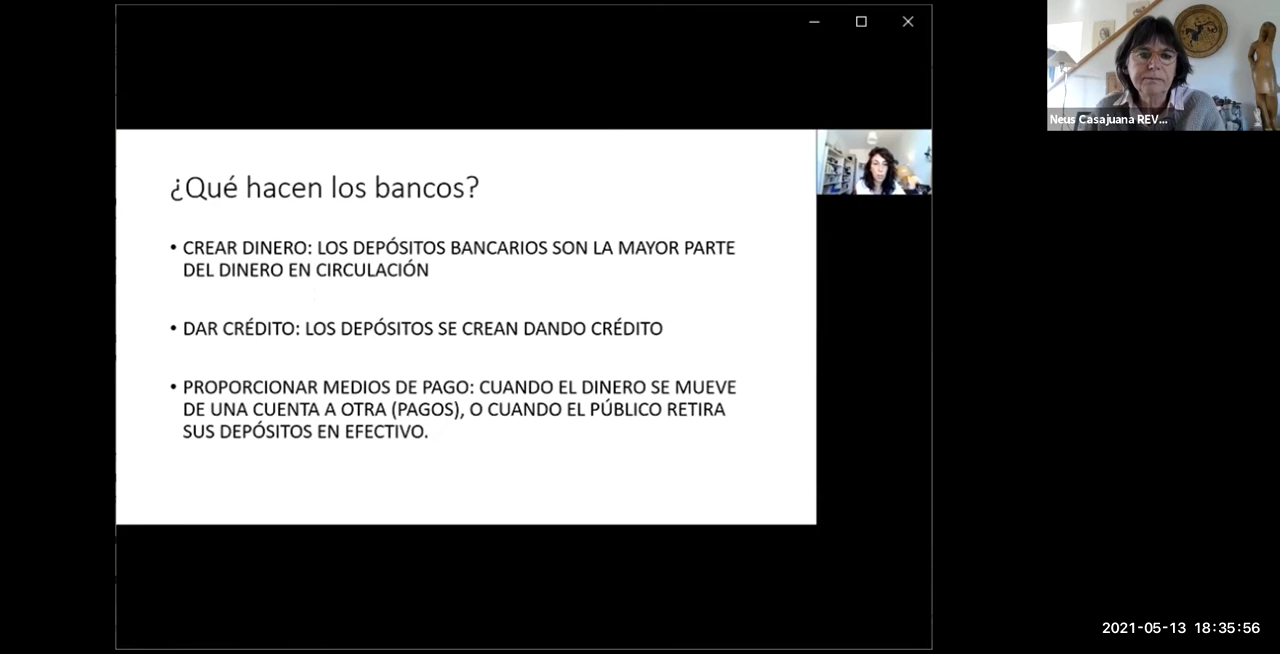 Neus Casajuana REV...
¿Qué hacen los bancos?
• CREAR DINERO: LOS DEPÓSITOS BANCARIOS SON LA MAYOR PARTE
DEL DINERO EN CIRCULACIÓN
• DAR CRÉDITO: LOS DEPÓSITOS SE CREAN DANDO CRÉDITO
• PROPORCIONAR MEDIOS DE PAGO: CUANDO EL DINERO SE MUEVE
DE UNA CUENTA A OTRA (PAGOS), O CUANDO EL PÚBLICO RETIRA
SUS DEPÓSITOS EN EFECTIVO.
2021-05-13 18:35:56